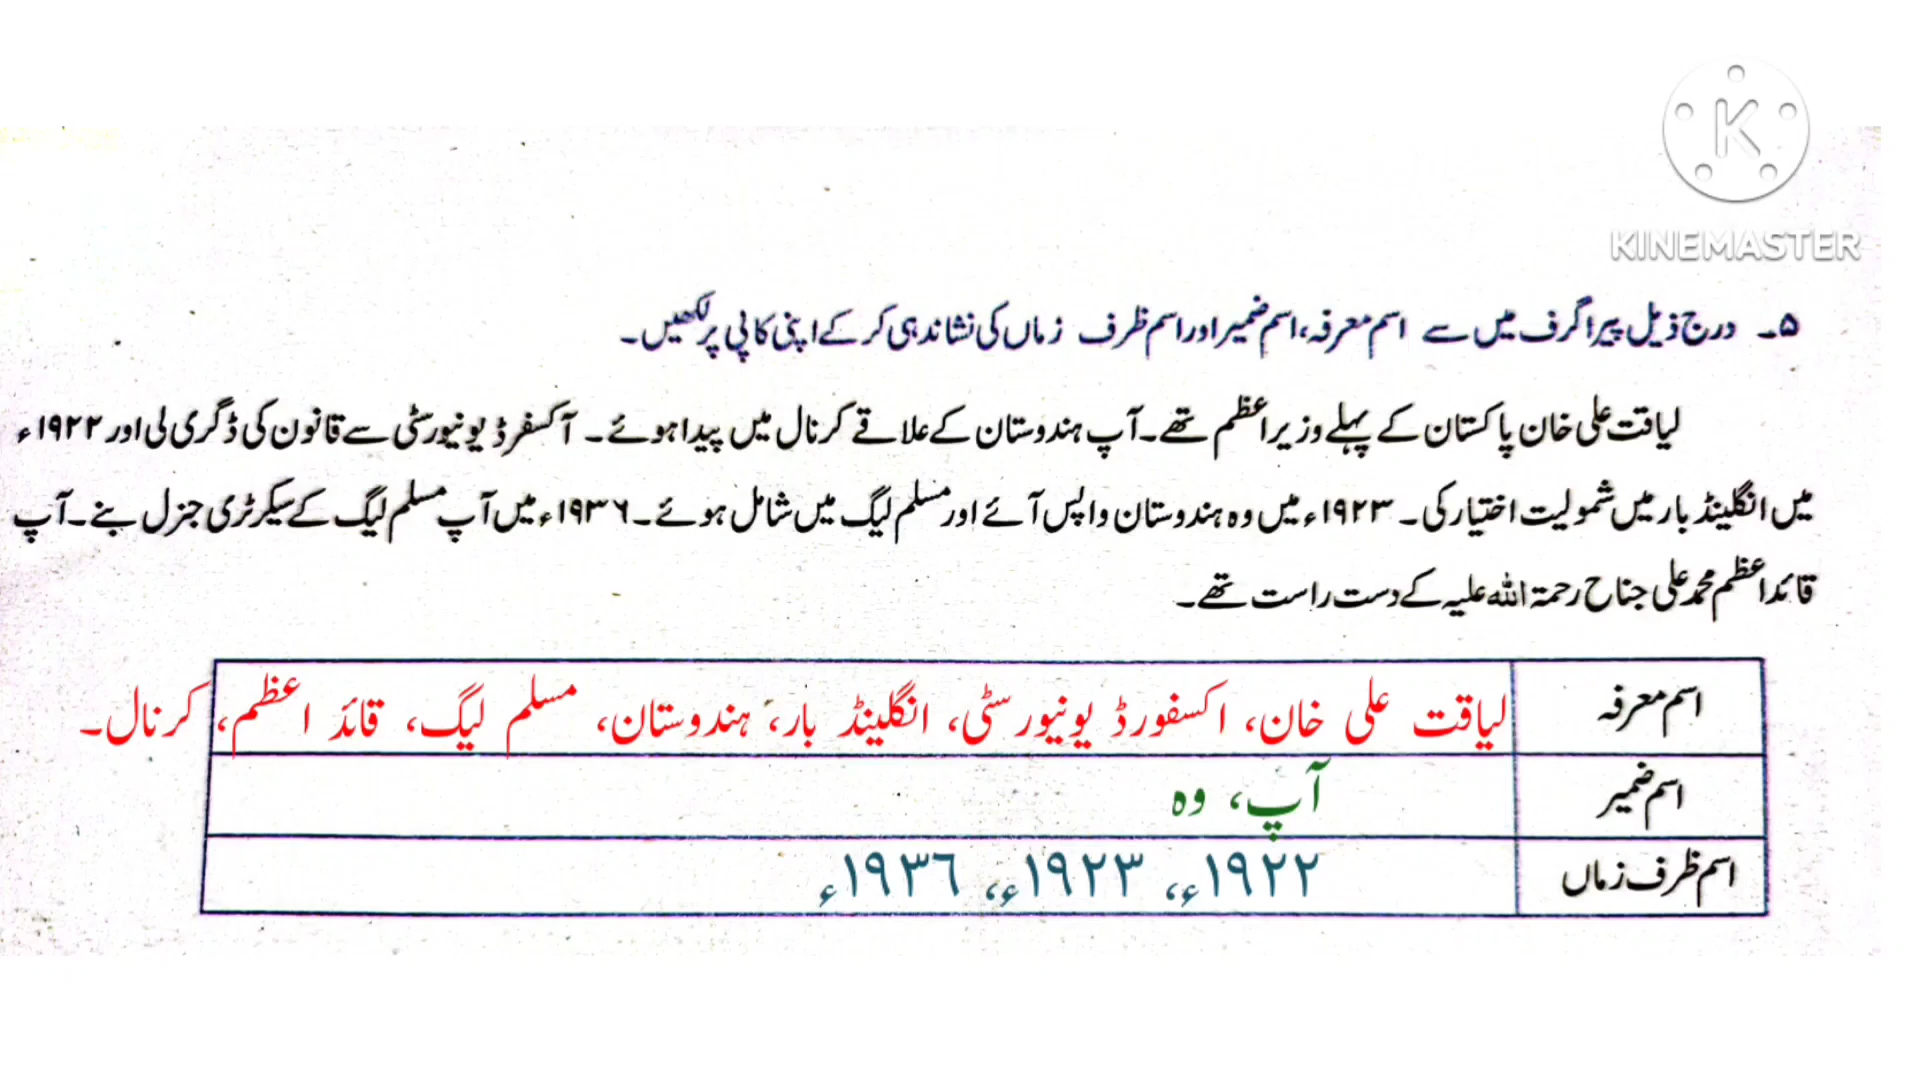 KINEMASTER
۵۔ درج ذیل پیراگرف میں سے اسم معرفہ، اسم ضمیر اور اسم ظرف زماں کی نشاندہی کر کے اپنی کاپی پر لکھیں۔
لیاقت علی خان پاکستان کے پہلے وزیراعظم تھے۔ آپ ہندوستان کے علاقے کرنال میں پیدا ہوئے۔ آکسفرڈ یونیورسٹی سے قانون کی ڈگری لی اور ۱۹۲۲ء
میں انگلینڈ بار میں شمولیت اختیار کی۔ ۱۹۲۳ء میں وہ ہندوستان واپس آئے اور مسلم لیگ میں شامل ہوئے۔ ۱۹۳۶ء میں آپ مسلم لیگ کے سیکرٹری جنرل بنے۔ آپ
قائداعظم محمد علی جناح رحمۃ اللہ علیہ کے دست راست تھے۔
اسم معرفہ لیاقت علی خان، اکسفورڈ یونیورسٹی، انگلینڈ بار، ہندوستان، مسلم لیگ، قائد اعظم، کرنال۔
اسم ضمیر آپ، وہ
اسم ظرف زماں ۱۹۲۲ء، ۱۹۲۳ء، ۱۹۳۶ء